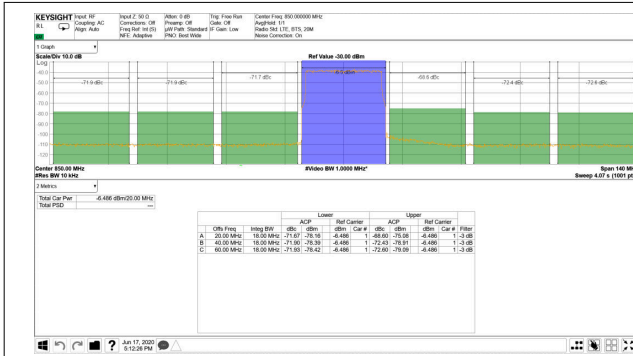 KEYSIGHT Input: RF Input Z: 50 Ω Atten: 0 dB Trig: Free Run Center Freq: 850.000000 MHz
RL Coupling: AC Corrections: Off Preamp: Off Gate: Off Avg|Hold: 1/1
Align: Auto Freq Ref: Int (S) µW Path: Standard IF Gain: Low Radio Std: LTE, BTS, 20M
NFE: Adaptive PNO: Best Wide Noise Correction: On
1 Graph
Scale/Div 10.0 dB Ref Value -30.00 dBm
Log
-40.0
-50.0
-60.0
-70.0
-80.0
-90.0
-100
-110
-120
-71.9 dBc -71.9 dBc -71.7 dBc -6.5 dBm -68.6 dBc -72.4 dBc -72.6 dBc
Center 850.00 MHz #Video BW 1.0000 MHz* Span 140 MH
#Res BW 10 kHz Sweep 4.07 s (1001 pt
2 Metrics
Total Car Pwr -6.486 dBm/20.00 MHz
Total PSD ---
Lower Upper
ACP Ref Carrier ACP Ref Carrier
Offs Freq Integ BW dBc dBm dBm Car # dBc dBm dBm Car # Filter
A 20.00 MHz 18.00 MHz -71.67 -78.16 -6.486 1 -68.60 -75.08 -6.486 1 -3 dB
B 40.00 MHz 18.00 MHz -71.90 -78.39 -6.486 1 -72.43 -78.91 -6.486 1 -3 dB
C 60.00 MHz 18.00 MHz -71.93 -78.42 -6.486 1 -72.60 -79.09 -6.486 1 -3 dB
? Jun 17, 2020
5:12:26 PM